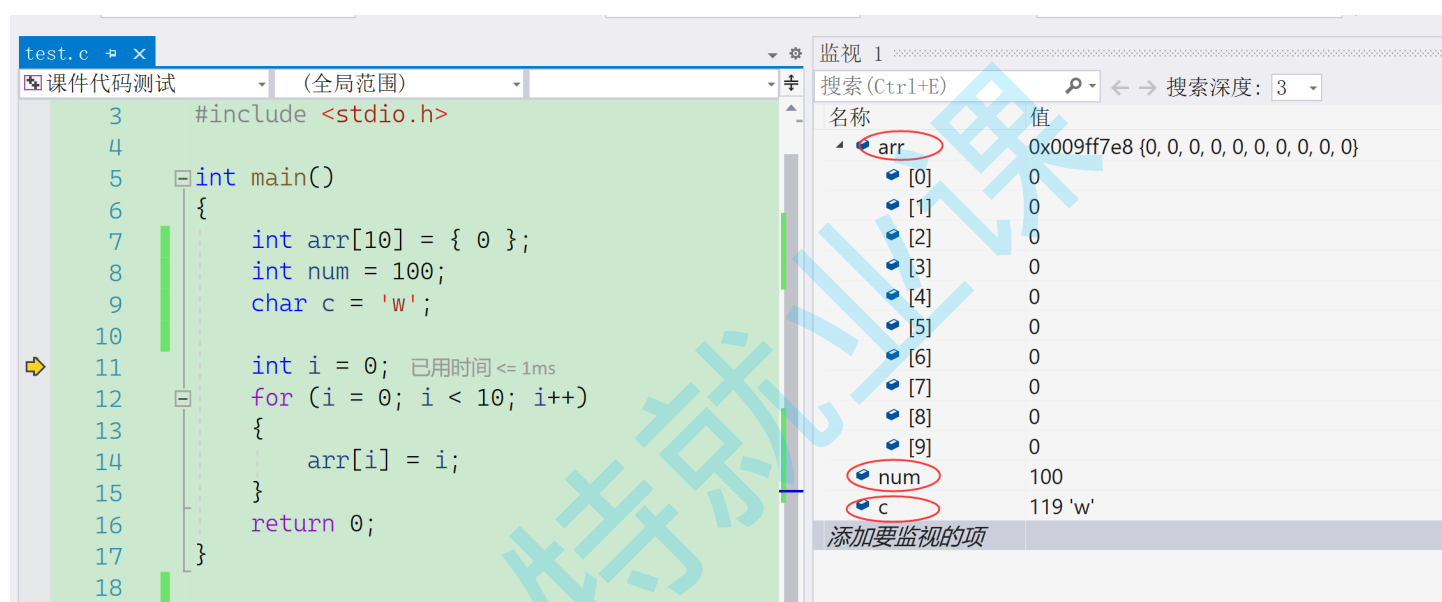 test.c
课件代码测试
(全局范围)
3 #include <stdio.h>
4
5 int main()
6 {
7 int arr[10] = { 0 };
8 int num = 100;
9 char c = 'w';
10
11 int i = 0; 已用时间 <= 1ms
12 for (i = 0; i < 10; i++)
13 {
14 arr[i] = i;
15 }
16 return 0;
17 }
18
监视 1
搜索(Ctrl+E) 搜索深度: 3
名称 值
arr 0x009ff7e8 {0, 0, 0, 0, 0, 0, 0, 0, 0, 0}
[0] 0
[1] 0
[2] 0
[3] 0
[4] 0
[5] 0
[6] 0
[7] 0
[8] 0
[9] 0
num 100
c 119 'w'
添加要监视的项
特就业课